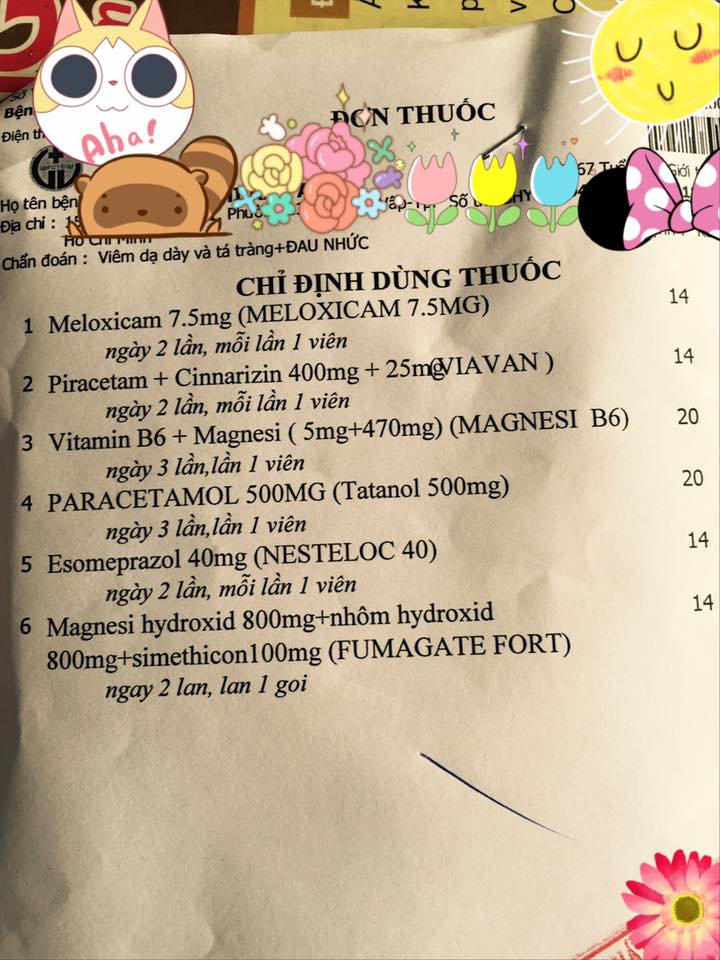 ĐƠN THUỐC
Aha!
Bện
Điện th
67 Tuổ
Giới t
Họ tên bện
Địa chỉ : 15
Hồ Chí Minh
Chẩn đoán : Viêm dạ dày và tá tràng+ĐAU NHỨC
CHỈ ĐỊNH DÙNG THUỐC
1 Meloxicam 7.5mg (MELOXICAM 7.5MG) 14
ngày 2 lần, mỗi lần 1 viên
2 Piracetam + Cinnarizin 400mg + 25mg(VIAVAN ) 14
ngày 2 lần, mỗi lần 1 viên
3 Vitamin B6 + Magnesi ( 5mg+470mg) (MAGNESI B6) 20
ngày 3 lần,lần 1 viên
4 PARACETAMOL 500MG (Tatanol 500mg) 20
ngày 3 lần,lần 1 viên
5 Esomeprazol 40mg (NESTELOC 40) 14
ngày 2 lần, mỗi lần 1 viên
6 Magnesi hydroxid 800mg+nhôm hydroxid 14
800mg+simethicon100mg (FUMAGATE FORT)
ngay 2 lan, lan 1 goi